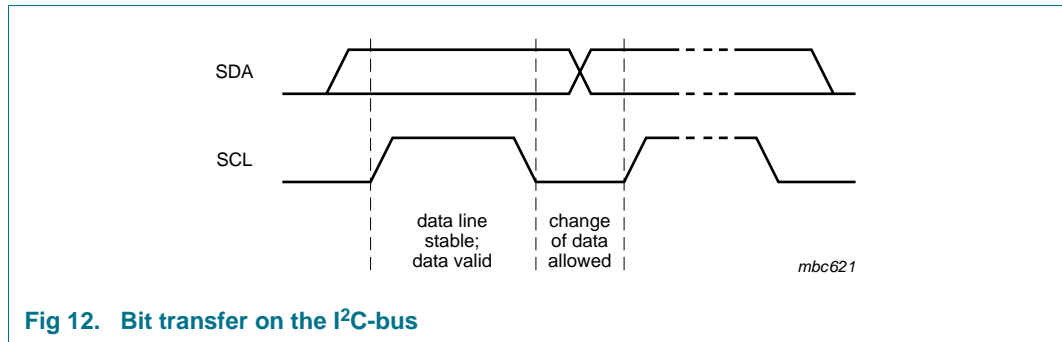 SDA
SCL
data line
stable;
data valid
change
of data
allowed
mbc621
Fig 12. Bit transfer on the I²C-bus